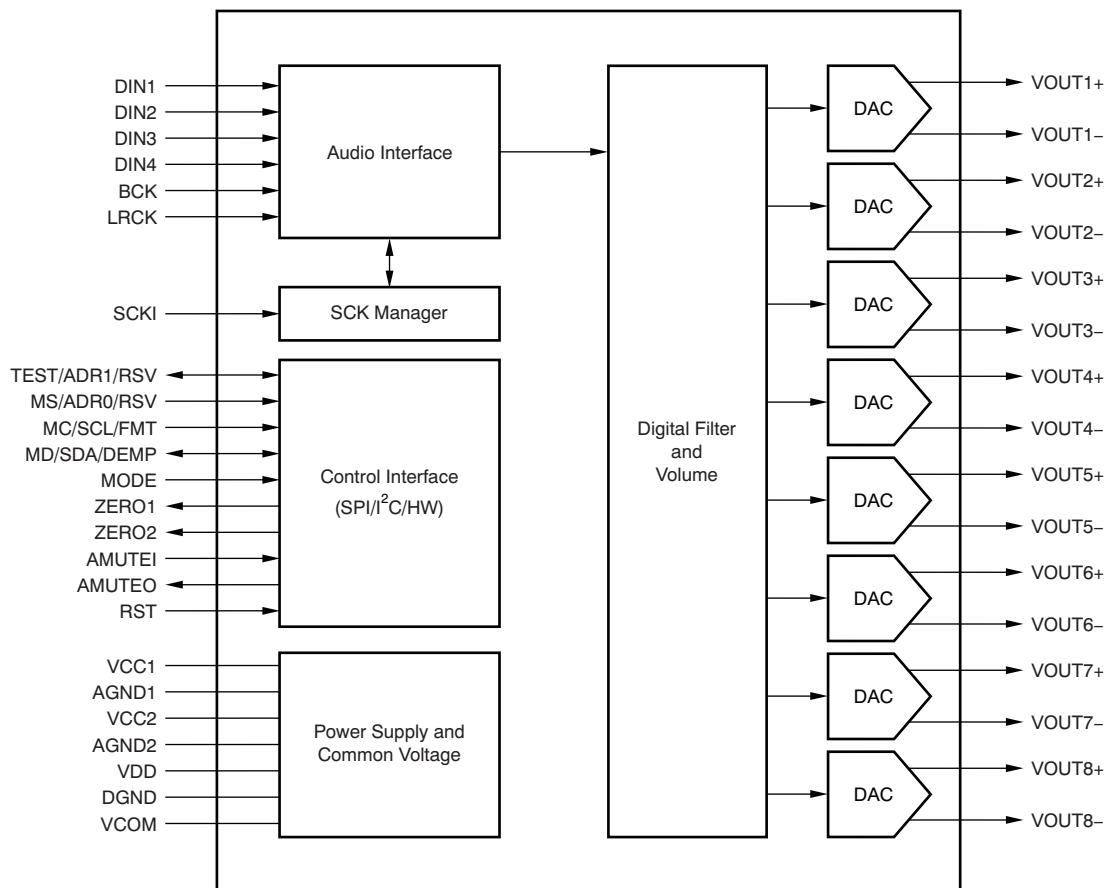 DIN1
DIN2
DIN3
DIN4
BCK
LRCK
Audio Interface
SCKI
SCK Manager
TEST/ADR1/RSV
MS/ADR0/RSV
MC/SCL/FMT
MD/SDA/DEMP
MODE
ZERO1
ZERO2
AMUTEI
AMUTEO
RST
Control Interface
(SPI/I²C/HW)
VCC1
AGND1
VCC2
AGND2
VDD
DGND
VCOM
Power Supply and
Common Voltage
Digital Filter
and
Volume
DAC
VOUT1+
VOUT1−
DAC
VOUT2+
VOUT2−
DAC
VOUT3+
VOUT3−
DAC
VOUT4+
VOUT4−
DAC
VOUT5+
VOUT5−
DAC
VOUT6+
VOUT6−
DAC
VOUT7+
VOUT7−
DAC
VOUT8+
VOUT8−